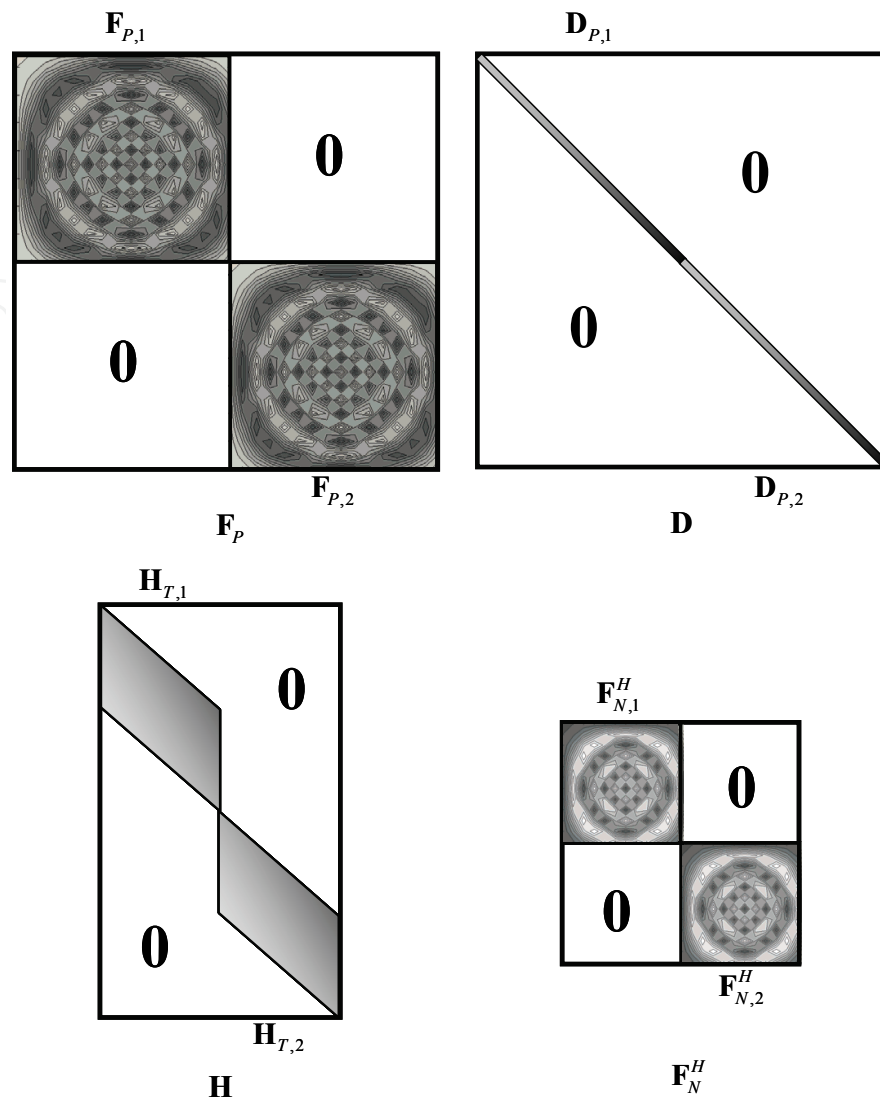 F_{P,1}
D_{P,1}
0
0
0
0
F_{P,2}
D_{P,2}
F_P
D
H_{T,1}
0
F^H_{N,1}
0
0
0
F^H_{N,2}
H_{T,2}
H
F^H_N